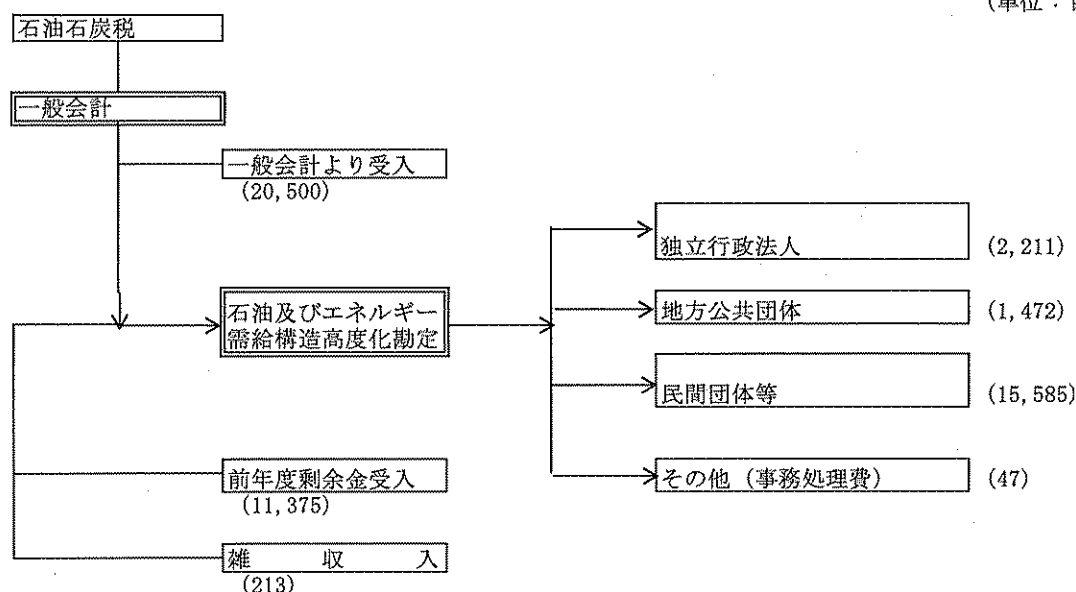 (単位：
石油石炭税
一般会計
一般会計より受入
(20,500)
独立行政法人
(2,211)
石油及びエネルギー
需給構造高度化勘定
地方公共団体
(1,472)
民間団体等
(15,585)
その他（事務処理費）
(47)
前年度剰余金受入
(11,375)
雑収入
(213)